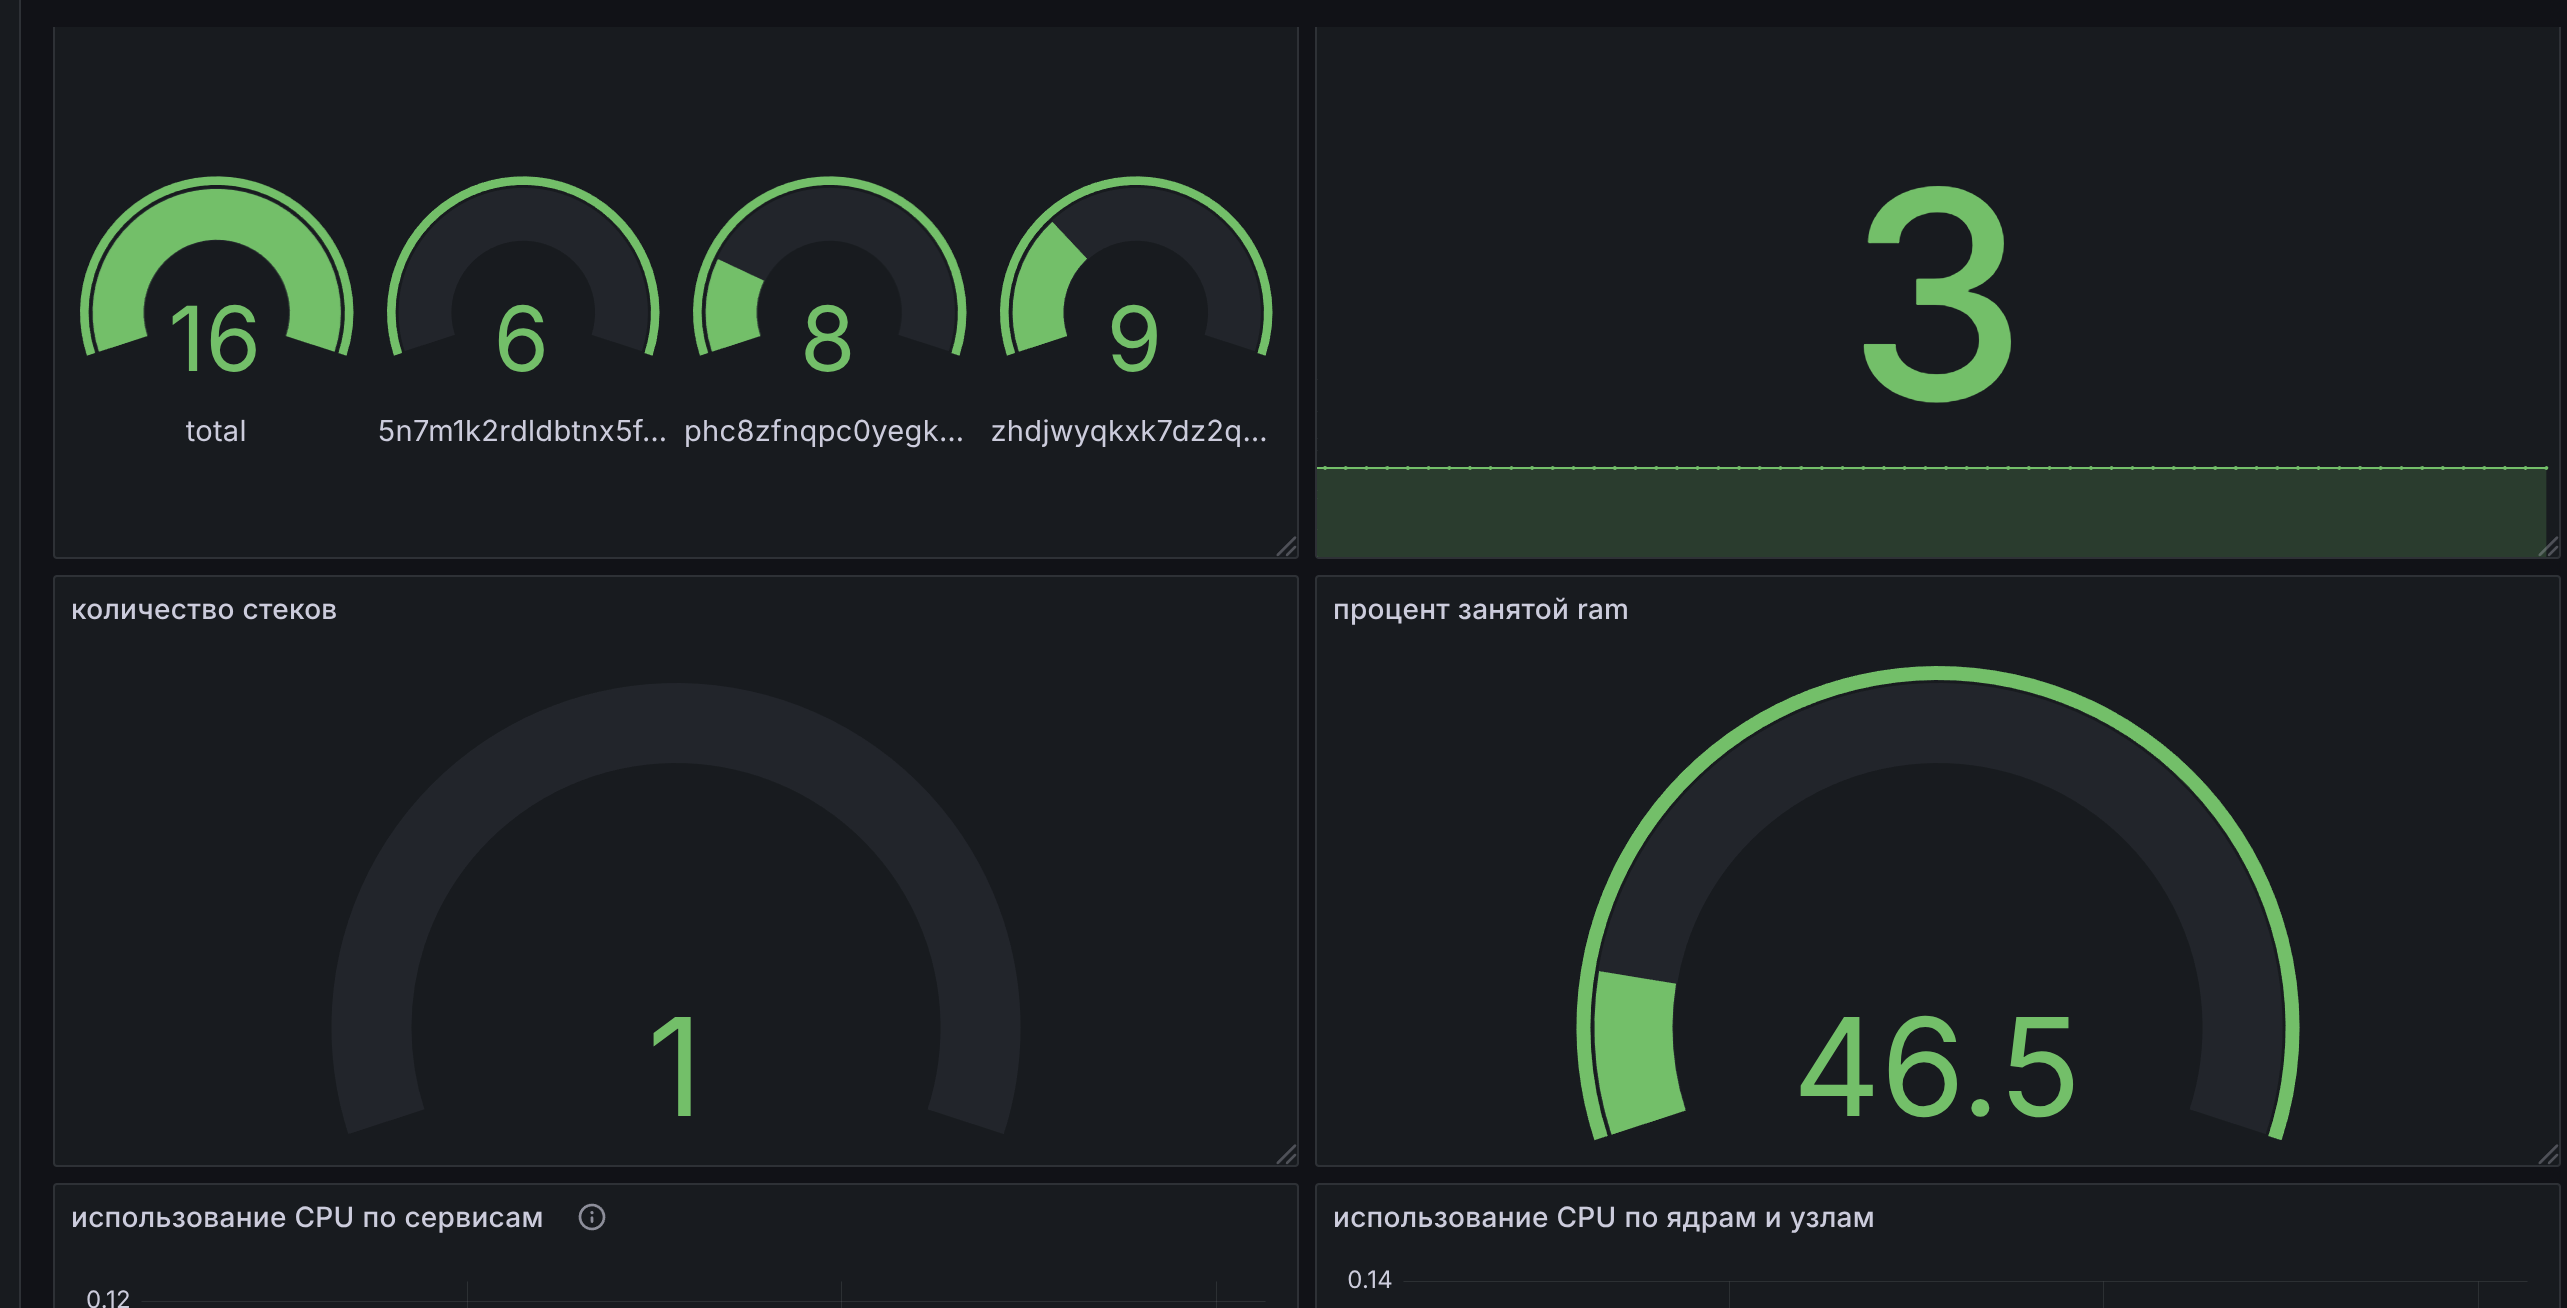 16 6 8 9
total 5n7m1k2rdldbtnx5f... phc8zfnqpc0yegk... zhdjwyqkxk7dz2q...
3
количество стеков
1
процент занятой ram
46.5
использование CPU по сервисам
0.12
использование CPU по ядрам и узлам
0.14